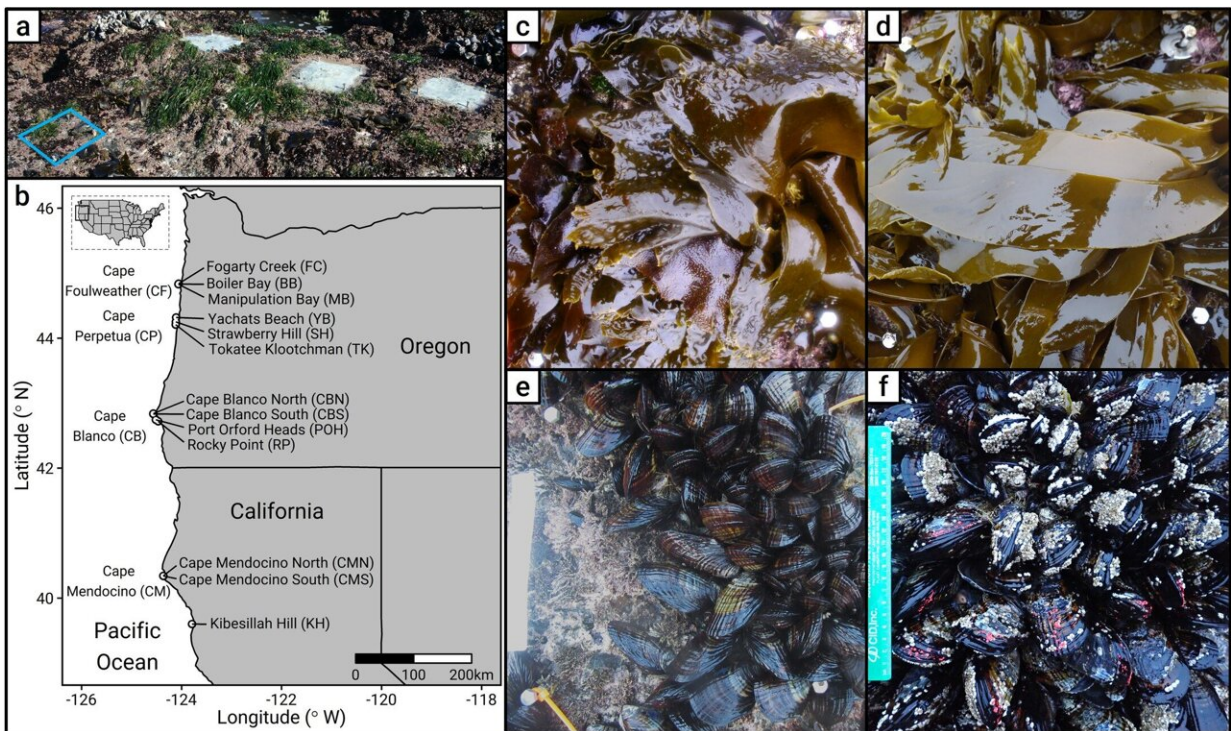 a
b
46
44
42
40
Latitude (° N)
-126
-124
-122
-120
-118
Longitude (° W)
Cape
Foulweather (CF)
Fogarty Creek (FC)
Boiler Bay (BB)
Manipulation Bay (MB)
Cape
Perpetua (CP)
Yachats Beach (YB)
Strawberry Hill (SH)
Tokatee Klootchman (TK)
Oregon
Cape
Blanco (CB)
Cape Blanco North (CBN)
Cape Blanco South (CBS)
Port Orford Heads (POH)
Rocky Point (RP)
California
Cape
Mendocino (CM)
Cape Mendocino North (CMN)
Cape Mendocino South (CMS)
Kibesillah Hill (KH)
Pacific
Ocean
0
100
200km
c
d
e
f
CID, Inc.